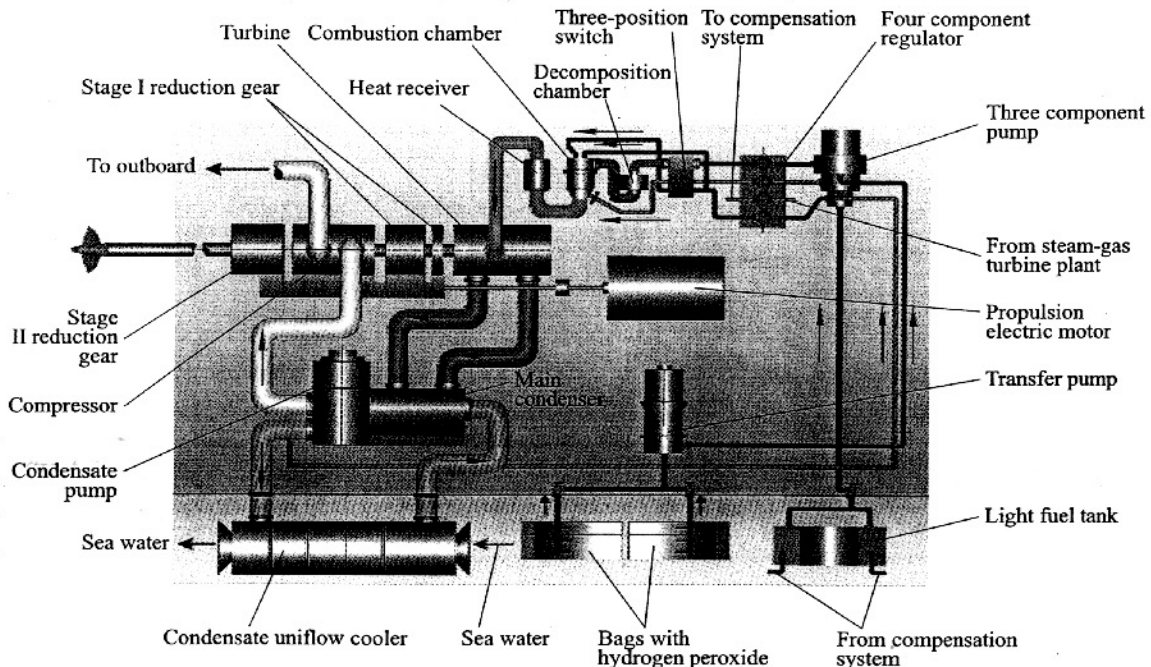 Three-position
switch
To compensation
system
Four component
regulator
Turbine
Combustion chamber
Decomposition
chamber
Stage I reduction gear
Heat receiver
Three component
pump
To outboard
From steam-gas
turbine plant
Stage
II reduction
gear
Propulsion
electric motor
Compressor
Main
condenser
Transfer pump
Condensate
pump
Light fuel tank
Sea water
Condensate uniflow cooler
Sea water
Bags with
hydrogen peroxide
From compensation
system